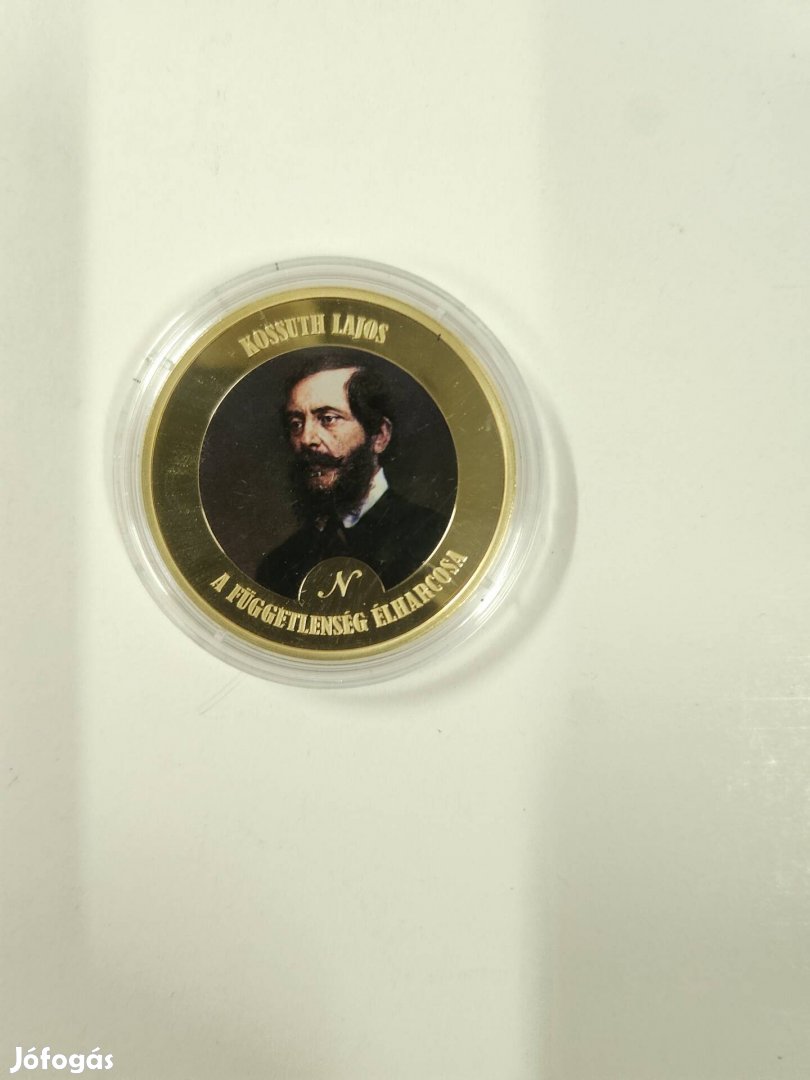 KOSSUTH LAJOS
N
A FÜGGETLENSÉG ÉLHARCOSA
Jófogás